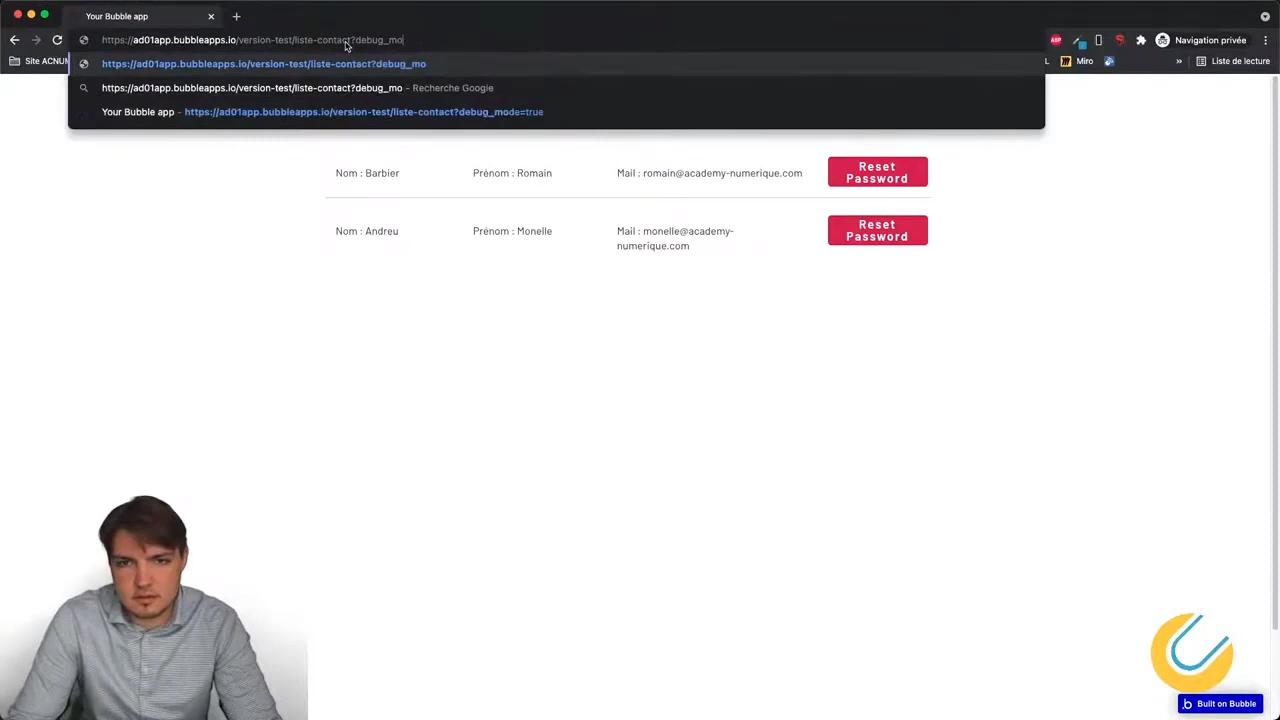 Your Bubble app
https://ad01app.bubbleapps.io/version-test/liste-contact?debug_mo
ABP
Navigation privée
Site ACNUM
https://ad01app.bubbleapps.io/version-test/liste-contact?debug_mo
L
Miro
»
Liste de lecture
https://ad01app.bubbleapps.io/version-test/liste-contact?debug_mo - Recherche Google
Your Bubble app - https://ad01app.bubbleapps.io/version-test/liste-contact?debug_mode=true
Nom : Barbier
Prénom : Romain
Mail : romain@academy-numerique.com
Reset
Password
Nom : Andreu
Prénom : Monelle
Mail : monelle@academy-
numerique.com
Reset
Password
Built on Bubble